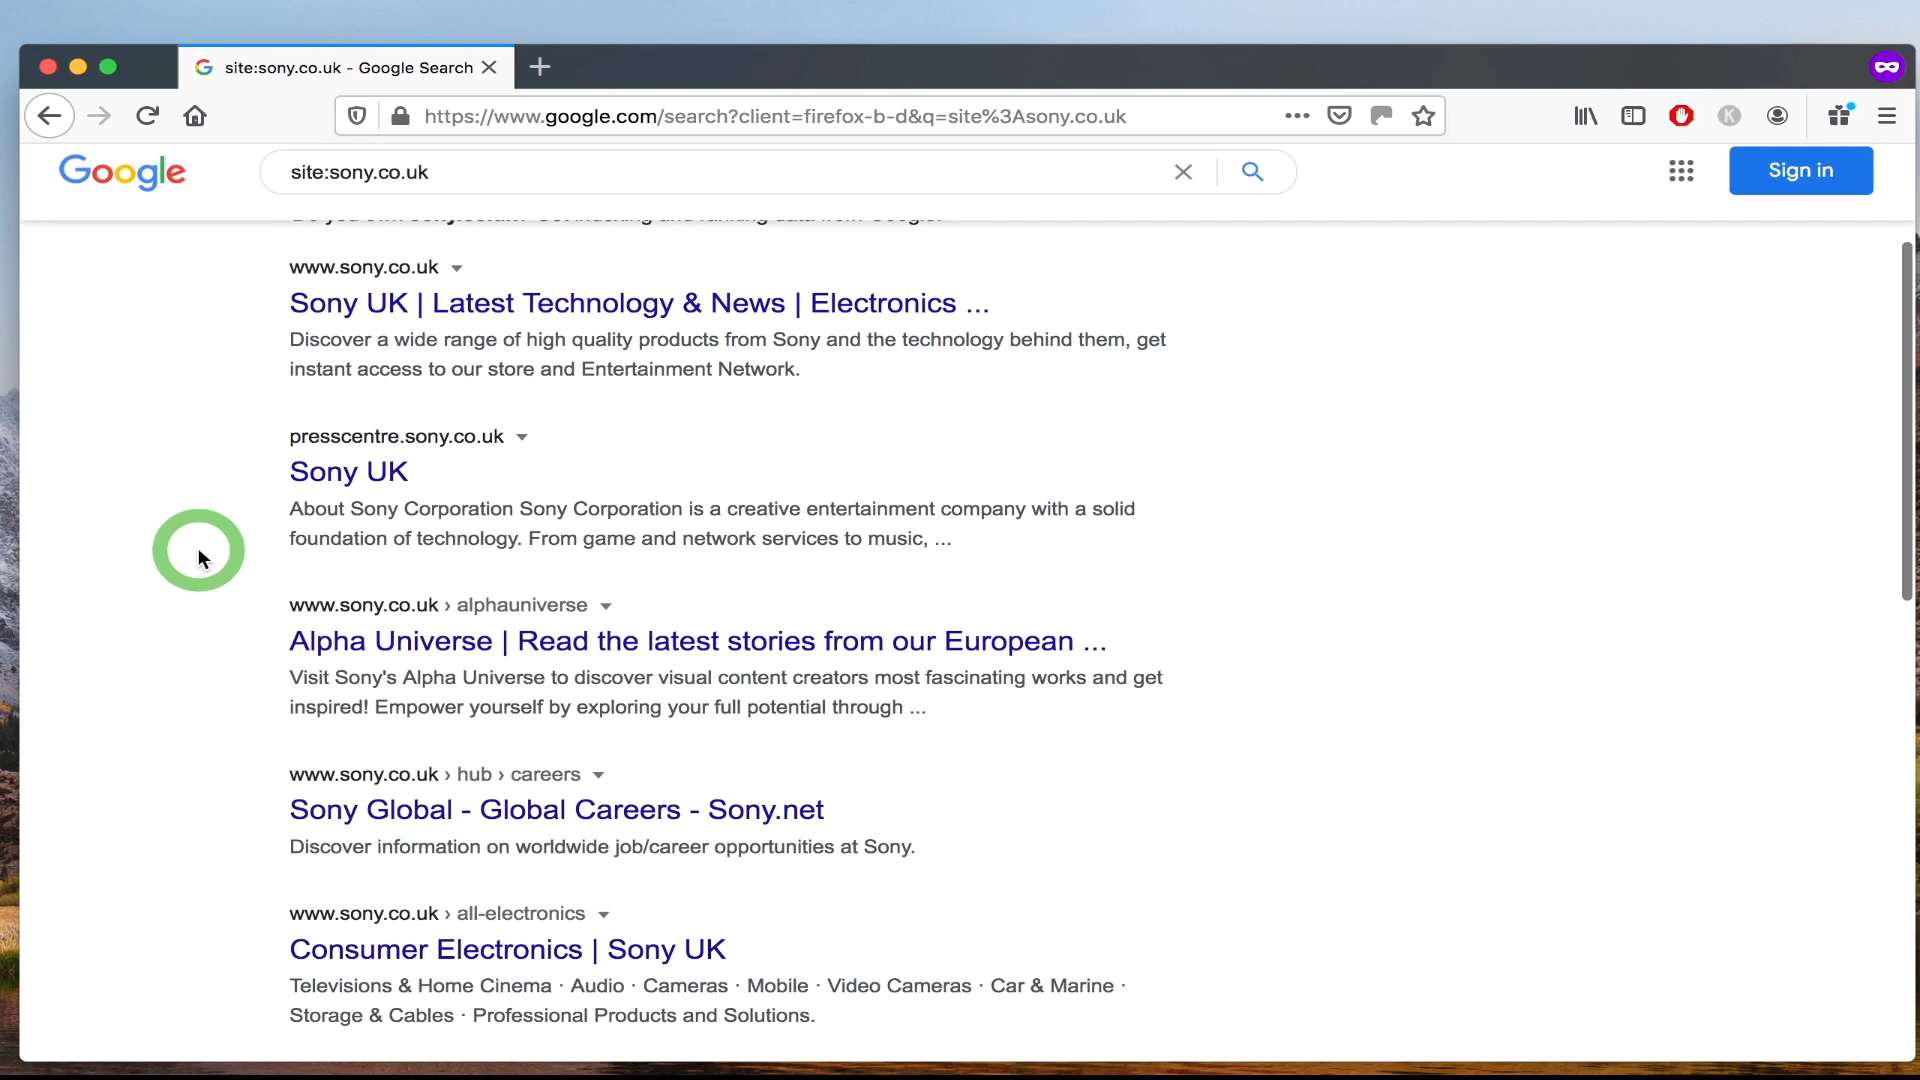 site:sony.co.uk - Google Search
https://www.google.com/search?client=firefox-b-d&q=site%3Asony.co.uk
Google
site:sony.co.uk
Sign in
www.sony.co.uk
Sony UK | Latest Technology & News | Electronics ...
Discover a wide range of high quality products from Sony and the technology behind them, get
instant access to our store and Entertainment Network.
presscentre.sony.co.uk
Sony UK
About Sony Corporation Sony Corporation is a creative entertainment company with a solid
foundation of technology. From game and network services to music, ...
www.sony.co.uk › alphauniverse
Alpha Universe | Read the latest stories from our European ...
Visit Sony's Alpha Universe to discover visual content creators most fascinating works and get
inspired! Empower yourself by exploring your full potential through ...
www.sony.co.uk › hub › careers
Sony Global - Global Careers - Sony.net
Discover information on worldwide job/career opportunities at Sony.
www.sony.co.uk › all-electronics
Consumer Electronics | Sony UK
Televisions & Home Cinema · Audio · Cameras · Mobile · Video Cameras · Car & Marine ·
Storage & Cables · Professional Products and Solutions.